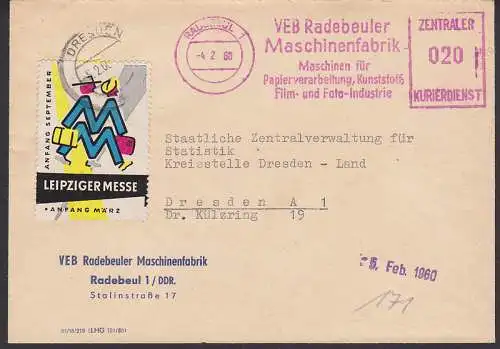 DRESDEN
RADEBEUL 1
-4.2.60
VEB Radebeuler
Maschinenfabrik
Maschinen für
Papierverarbeitung, Kunststoff,
Film- und Foto-Industrie
ZENTRALER
020
KURIERDIENST
ANFANG SEPTEMBER
LEIPZIGER MESSE
• ANFANG MÄRZ
Staatliche Zentralverwaltung für
Statistik
Kreisstelle Dresden - Land
Dresden A 1
Dr. Külzring 19
VEB Radebeuler Maschinenfabrik
Radebeul 1/DDR.
Stalinstraße 17
-5. Feb. 1960
171